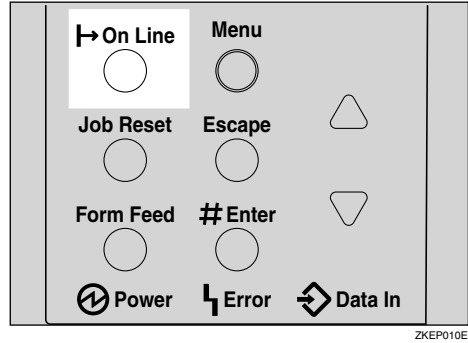 On Line Menu
Job Reset Escape
Form Feed # Enter
Power Error Data In
ZKEP010E